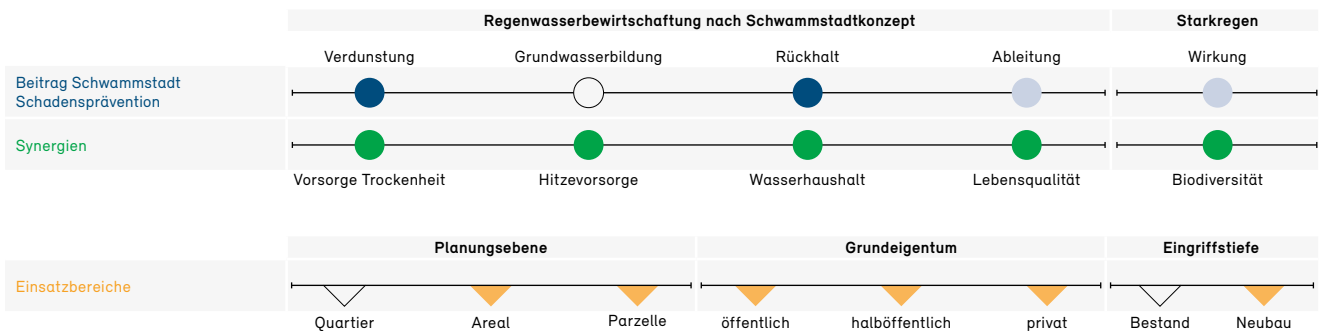 Regenwasserbewirtschaftung nach Schwammstadtkonzept Starkregen
Verdunstung Grundwasserbildung Rückhalt Ableitung Wirkung
Beitrag Schwammstadt
Schadensprävention
Synergien
Vorsorge Trockenheit Hitzevorsorge Wasserhaushalt Lebensqualität Biodiversität
Planungsebene Grundeigentum Eingriffstiefe
Einsatzbereiche
Quartier Areal Parzelle öffentlich halböffentlich privat Bestand Neubau